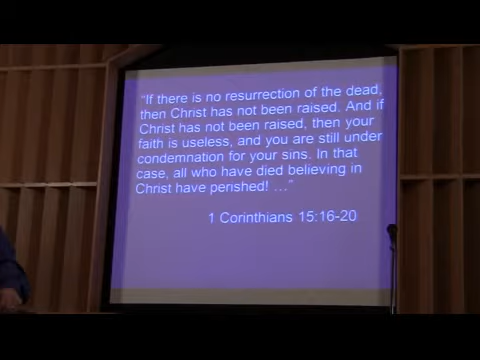 "If there is no resurrection of the dead,
then Christ has not been raised. And if
Christ has not been raised, then your
faith is useless, and you are still under
condemnation for your sins. In that
case, all who have died believing in
Christ have perished! …"
1 Corinthians 15:16-20